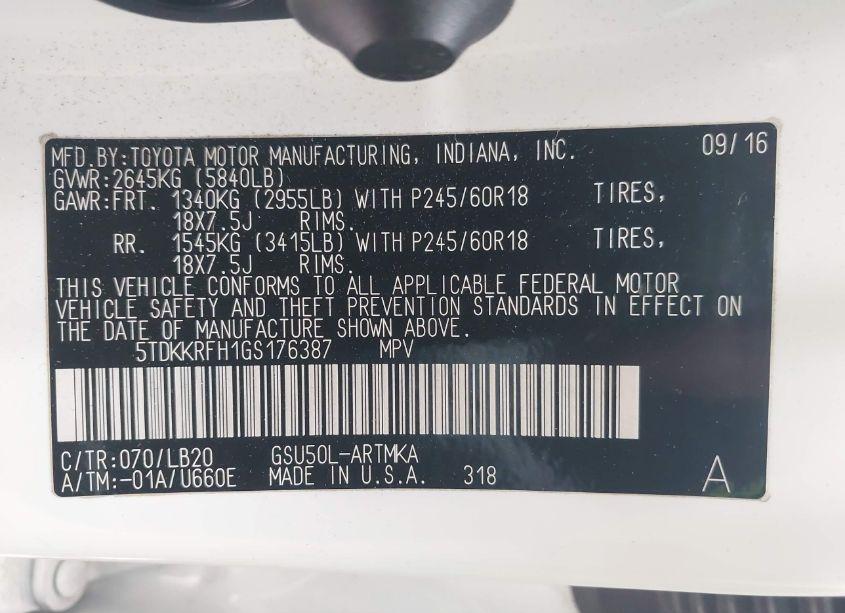 MFD.BY:TOYOTA MOTOR MANUFACTURING, INDIANA, INC. 09/16
GVWR:2645KG (5840LB)
GAWR:FRT. 1340KG (2955LB) WITH P245/60R18 TIRES,
18X7.5J RIMS.
RR. 1545KG (3415LB) WITH P245/60R18 TIRES,
18X7.5J RIMS.
THIS VEHICLE CONFORMS TO ALL APPLICABLE FEDERAL MOTOR
VEHICLE SAFETY AND THEFT PREVENTION STANDARDS IN EFFECT ON
THE DATE OF MANUFACTURE SHOWN ABOVE.
5TDKKRFH1GS176387 MPV
C/TR:070/LB20 GSU50L-ARTMKA
A/TM:-01A/U660E MADE IN U.S.A. 318 A